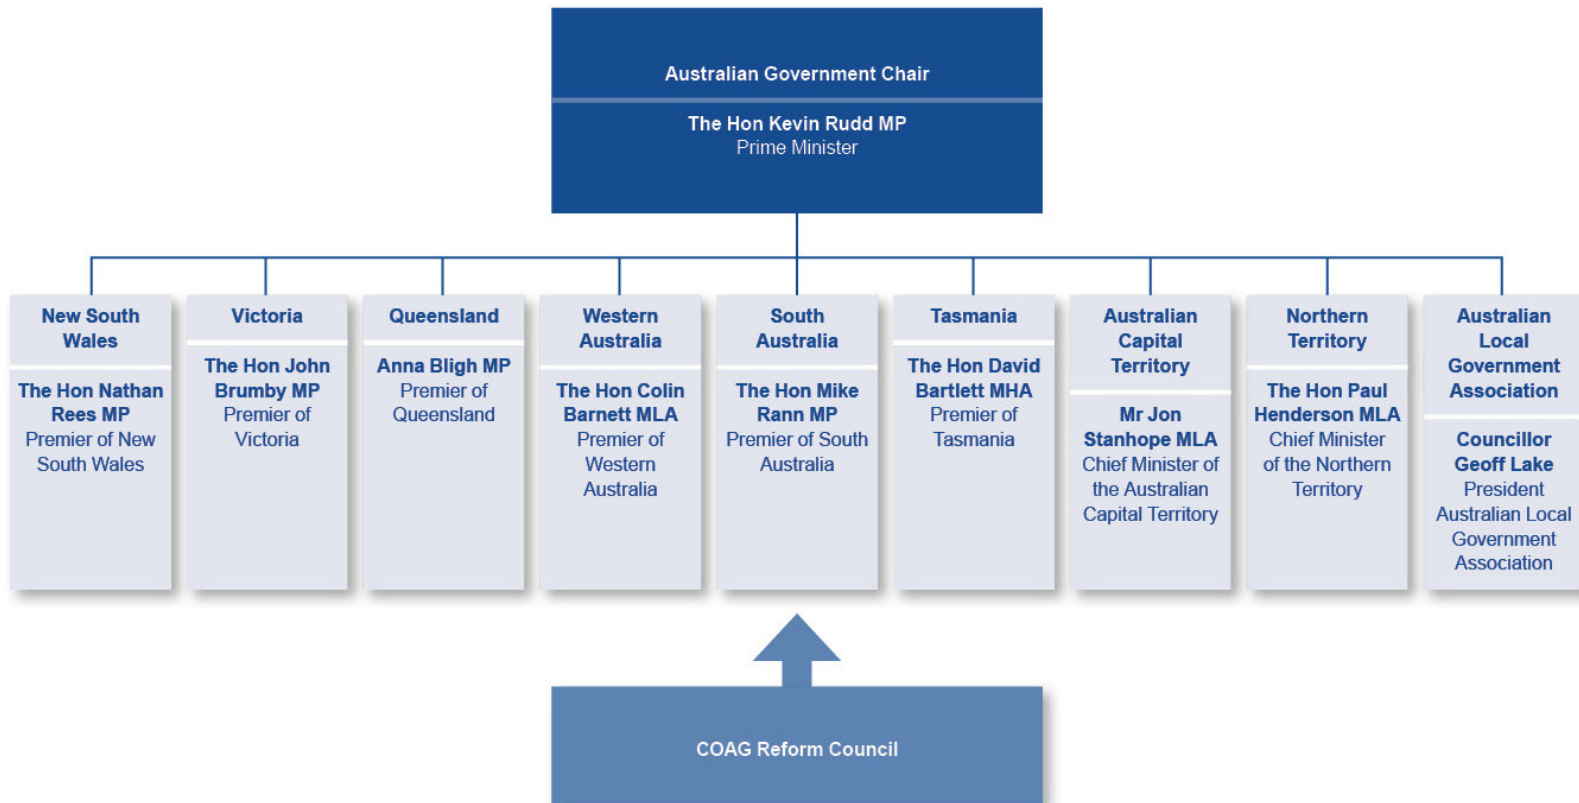 Australian Government Chair
The Hon Kevin Rudd MP
Prime Minister
New South
Wales
The Hon Nathan
Rees MP
Premier of New
South Wales
Victoria
The Hon John
Brumby MP
Premier of
Victoria
Queensland
Anna Bligh MP
Premier of
Queensland
Western
Australia
The Hon Colin
Barnett MLA
Premier of
Western
Australia
South
Australia
The Hon Mike
Rann MP
Premier of South
Australia
Tasmania
The Hon David
Bartlett MHA
Premier of
Tasmania
Australian
Capital
Territory
Mr Jon
Stanhope MLA
Chief Minister of
the Australian
Capital Territory
Northern
Territory
The Hon Paul
Henderson MLA
Chief Minister
of the Northern
Territory
Australian
Local
Government
Association
Councillor
Geoff Lake
President
Australian Local
Government
Association
COAG Reform Council